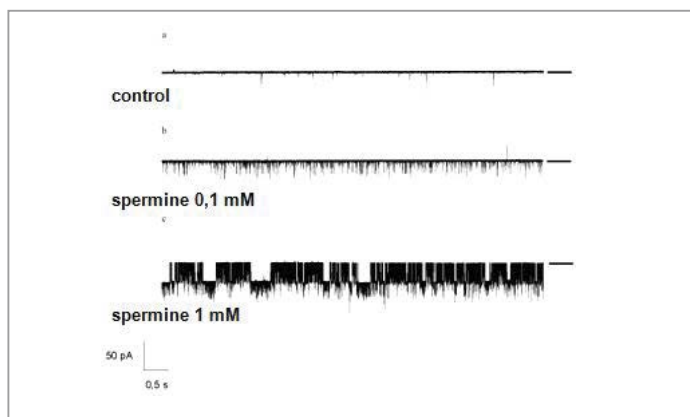 a
control
b
spermine 0,1 mM
c
spermine 1 mM
50 pA
0,5 s